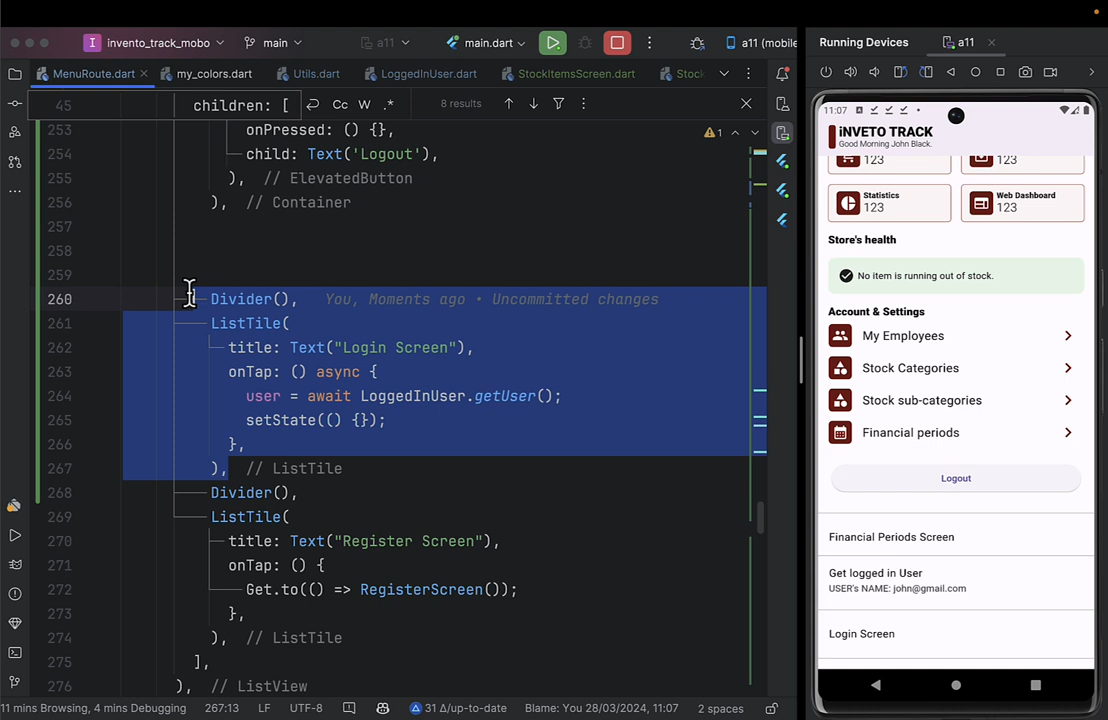 invento_track_mobo
main
a11
main.dart
a11 (mobile
Running Devices
a11
MenuRoute.dart
my_colors.dart
Utils.dart
LoggedInUser.dart
StockItemsScreen.dart
Stock
45 children: [
Cc W .*
8 results
1
253 onPressed: () {},
254 child: Text('Logout'),
255 ), // ElevatedButton
256 ), // Container
257
258
259
260 Divider(), You, Moments ago • Uncommitted changes
261 ListTile(
262 title: Text("Login Screen"),
263 onTap: () async {
264 user = await LoggedInUser.getUser();
265 setState(() {});
266 },
267 ), // ListTile
268 Divider(),
269 ListTile(
270 title: Text("Register Screen"),
271 onTap: () {
272 Get.to(() => RegisterScreen());
273 },
274 ), // ListTile
275 ],
276 ), // ListView
11 mins Browsing, 4 mins Debugging
267:13
LF
UTF-8
31 Δ/up-to-date
Blame: You 28/03/2024, 11:07
2 spaces
11:07
iNVETO TRACK
Good Morning John Black.
123
123
Statistics
123
Web Dashboard
123
Store's health
No item is running out of stock.
Account & Settings
My Employees
Stock Categories
Stock sub-categories
Financial periods
Logout
Financial Periods Screen
Get logged in User
USER's NAME: john@gmail.com
Login Screen